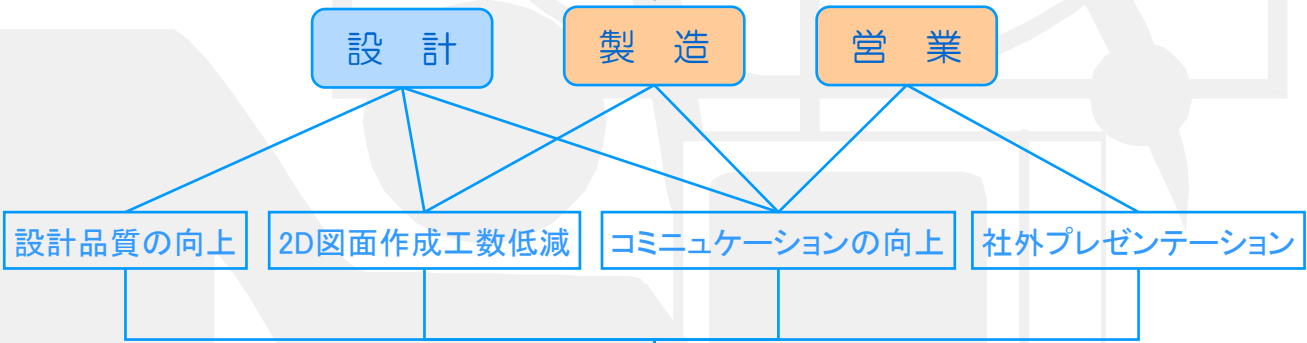 設 計
製 造
営 業
設計品質の向上
2D図面作成工数低減
コミニュケーションの向上
社外プレゼンテーション